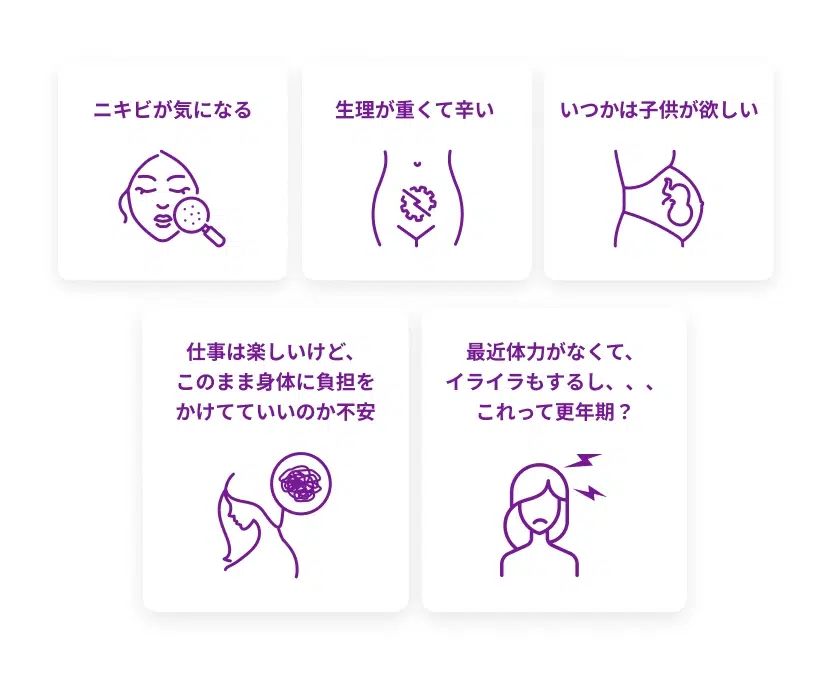 ニキビが気になる
生理が重くて辛い
いつかは子供が欲しい
仕事は楽しいけど、
このまま身体に負担を
かけてていいのか不安
最近体力がなくて、
イライラもするし、、、
これって更年期？